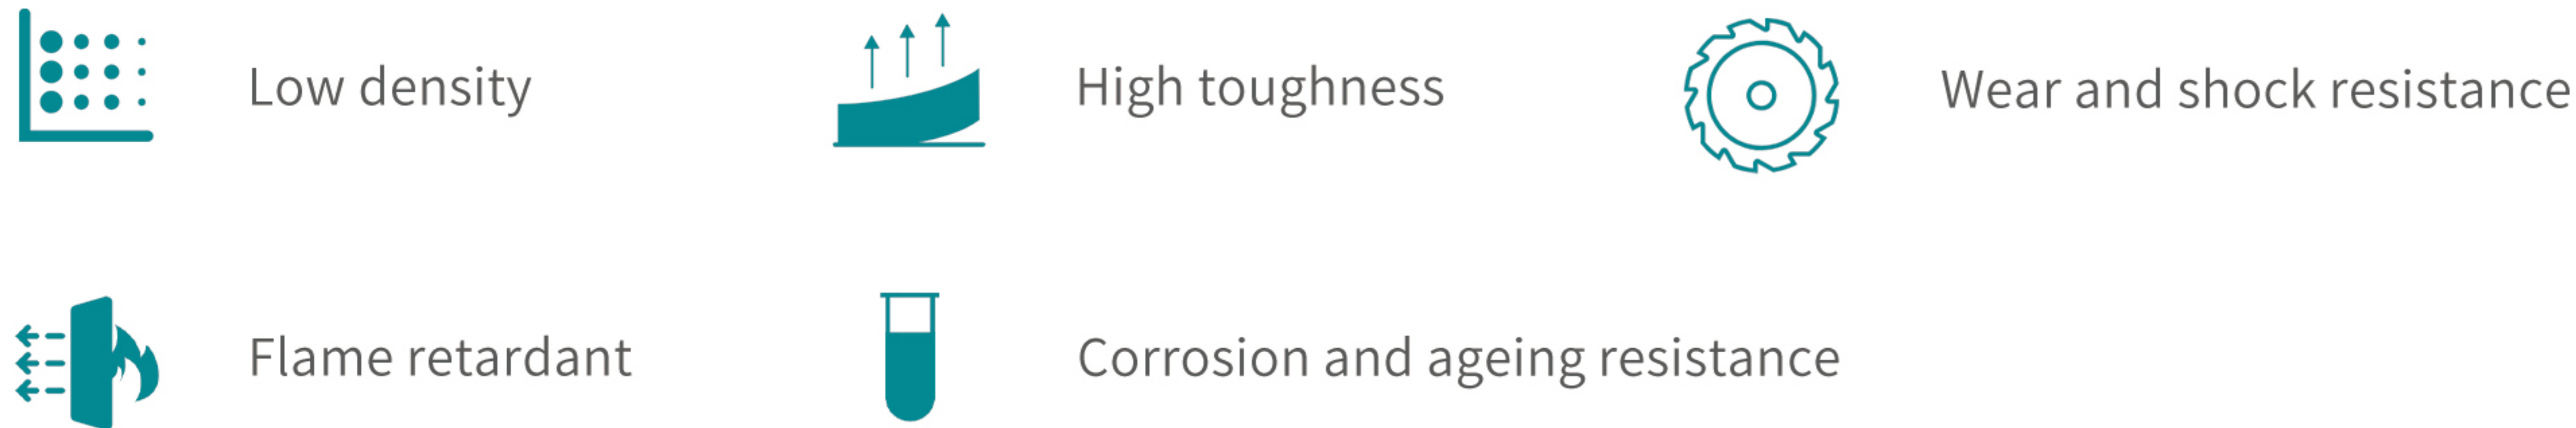 Low density
High toughness
Wear and shock resistance
Flame retardant
Corrosion and ageing resistance